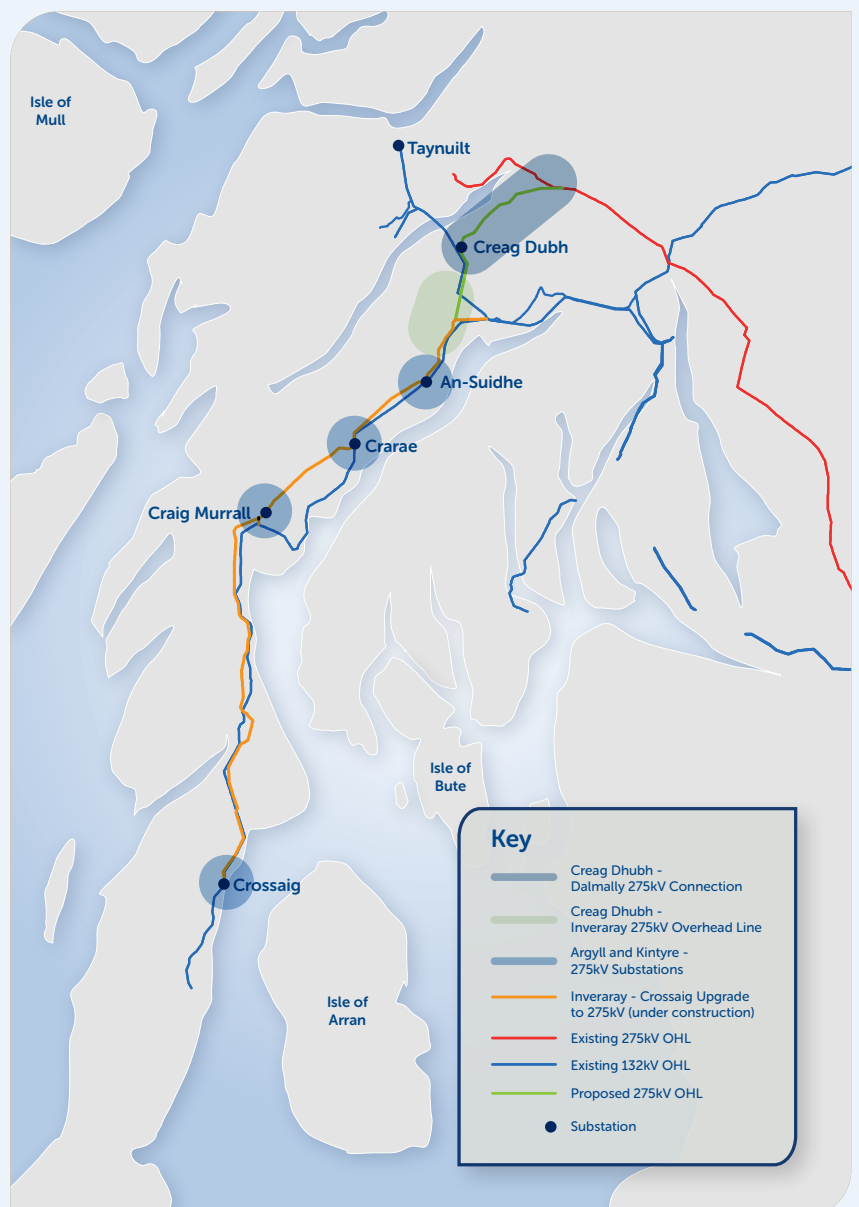 Isle of
Mull
Taynuilt
Creag Dubh
An-Suidhe
Crarae
Craig Murrall
Isle of
Bute
Crossaig
Isle of
Arran
Key
Creag Dhubh -
Dalmally 275kV Connection
Creag Dhubh -
Inveraray 275kV Overhead Line
Argyll and Kintyre -
275kV Substations
Inveraray - Crossaig Upgrade
to 275kV (under construction)
Existing 275kV OHL
Existing 132kV OHL
Proposed 275kV OHL
Substation